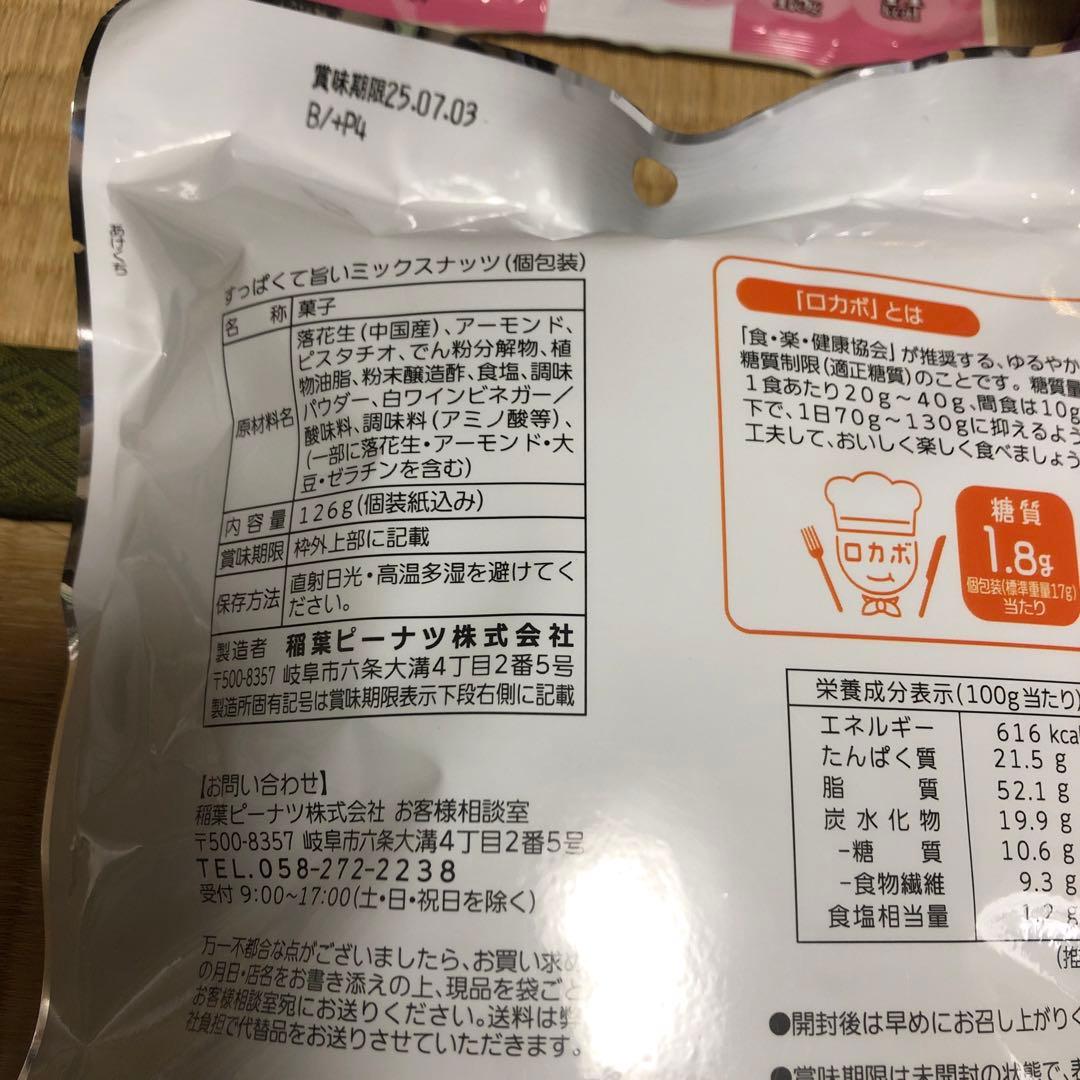 賞味期限25.07.03
B/+P4
あけくち
すっぱくて旨いミックスナッツ(個包装)
名 称 菓子
原材料名 落花生(中国産)、アーモンド、
ピスタチオ、でん粉分解物、植
物油脂、粉末醸造酢、食塩、調味
パウダー、白ワインビネガー/
酸味料、調味料(アミノ酸等)、
(一部に落花生・アーモンド・大
豆・ゼラチンを含む)
内容量 126g(個装紙込み)
賞味期限 枠外上部に記載
保存方法 直射日光・高温多湿を避けてく
ださい。
製造者 稲葉ピーナツ株式会社
〒500-8357 岐阜市六条大溝4丁目2番5号
製造所固有記号は賞味期限表示下段右側に記載
【お問い合わせ】
稲葉ピーナツ株式会社 お客様相談室
〒500-8357 岐阜市六条大溝4丁目2番5号
TEL.058-272-2238
受付 9:00~17:00(土・日・祝日を除く)
万一不都合な点がございましたら、お買い求め
の月日・店名をお書き添えの上、現品を袋ごと
お客様相談室宛にお送りください。送料は弊
社負担で代替品をお送りさせていただきます。
「ロカボ」とは
「食・楽・健康協会」が推奨する、ゆるやか
糖質制限(適正糖質)のことです。糖質量
1食あたり20g~40g、間食は10g
下で、1日70g~130gに抑えるよう
工夫して、おいしく楽しく食べましょう
ロカボ
糖質
1.8g
個包装(標準重量17g)
当たり
栄養成分表示(100g当たり)
エネルギー 616 kcal
たんぱく質 21.5 g
脂 質 52.1 g
炭水化物 19.9 g
-糖 質 10.6 g
-食物繊維 9.3 g
食塩相当量 1.2 g
(推
●開封後は早めにお召し上がりく
●賞味期限は未開封の状態で、表